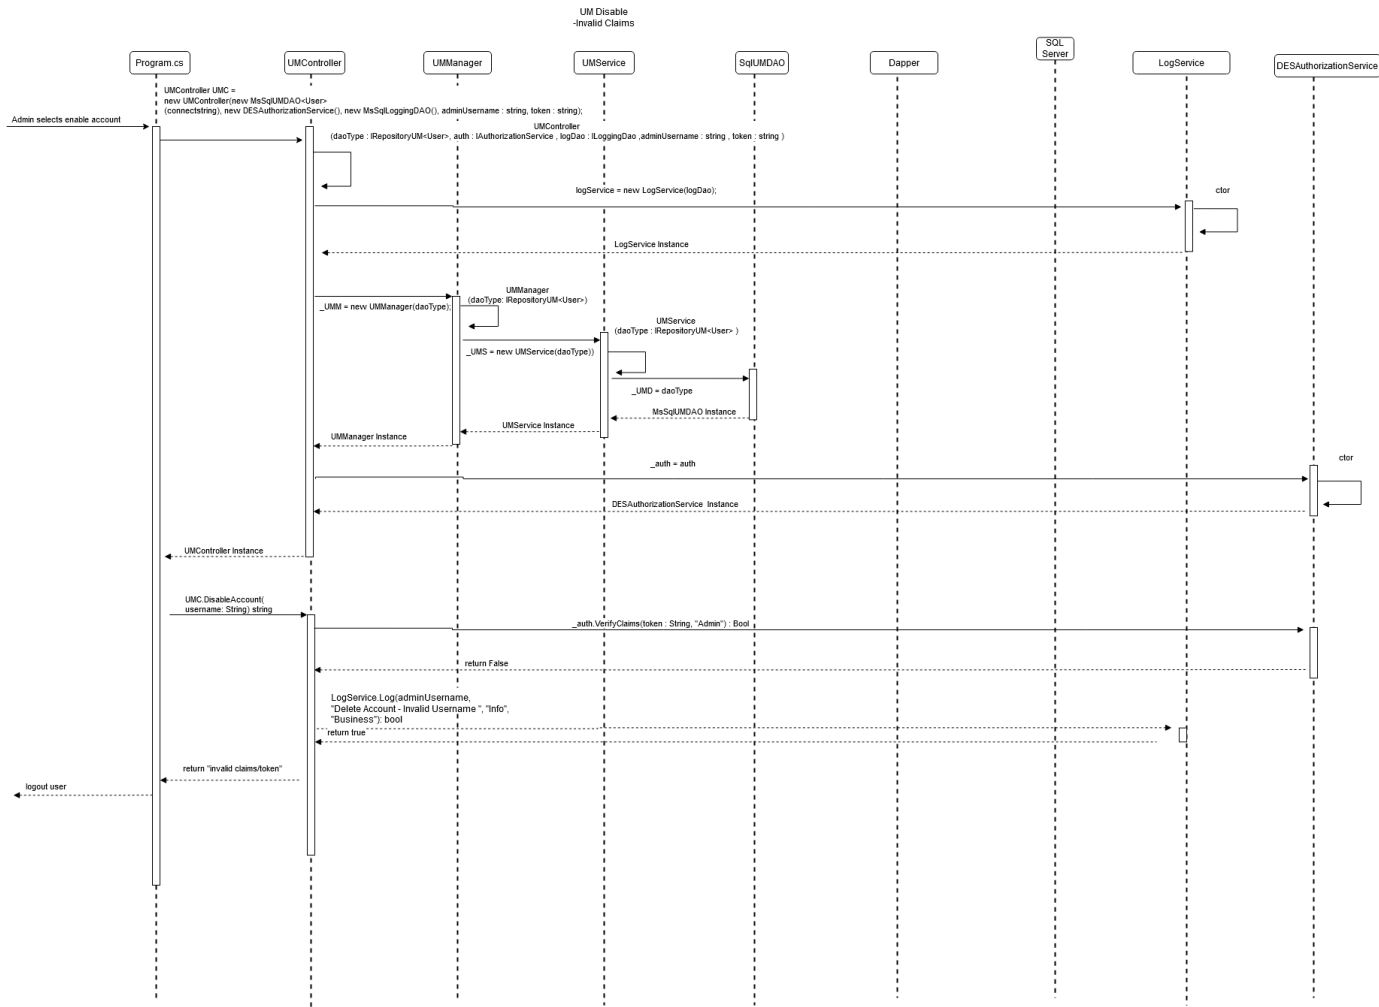 UM Disable
-Invalid Claims
Program.cs
UMController
UMManager
UMService
SqlUMDAO
Dapper
SQL
Server
LogService
DESAuthorizationService
UMController UMC =
new UMController(new MsSqlUMDAO<User>
(connectstring), new DESAuthorizationService(), new MsSqlLoggingDAO(), adminUsername : string, token : string);
Admin selects enable account
UMController
(daoType : IRepositoryUM<User>, auth : IAuthorizationService , logDao : ILoggingDao ,adminUsername : string , token : string )
logService = new LogService(logDao);
ctor
LogService Instance
UMManager
(daoType: IRepositoryUM<User>)
_UMM = new UMManager(daoType);
UMService
(daoType : IRepositoryUM<User> )
_UMS = new UMService(daoType))
_UMD = daoType
MsSqlUMDAO Instance
UMService Instance
UMManager Instance
_auth = auth
ctor
DESAuthorizationService Instance
UMController Instance
UMC.DisableAccount(
username: String) string
_auth.VerifyClaims(token : String, "Admin") : Bool
return False
LogService.Log(adminUsername,
"Delete Account - Invalid Username ", "Info",
"Business"): bool
return true
return "invalid claims/token"
logout user